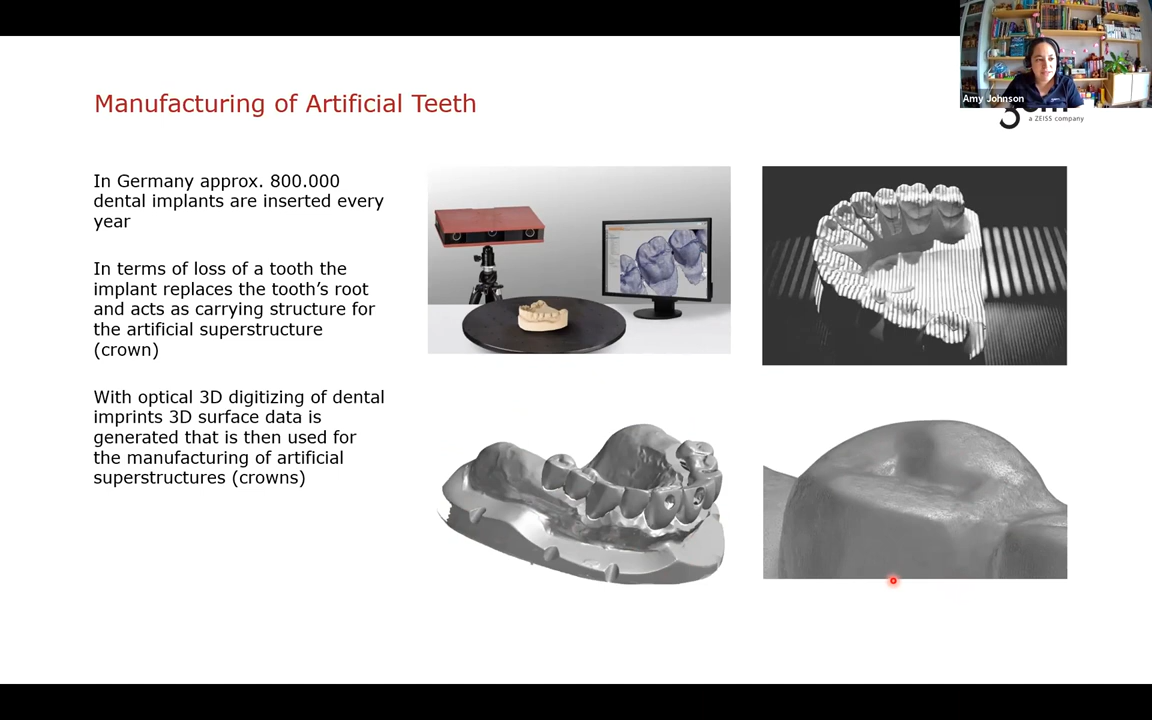 Amy Johnson
Manufacturing of Artificial Teeth
a ZEISS company
In Germany approx. 800.000
dental implants are inserted every
year
In terms of loss of a tooth the
implant replaces the tooth’s root
and acts as carrying structure for
the artificial superstructure
(crown)
With optical 3D digitizing of dental
imprints 3D surface data is
generated that is then used for
the manufacturing of artificial
superstructures (crowns)